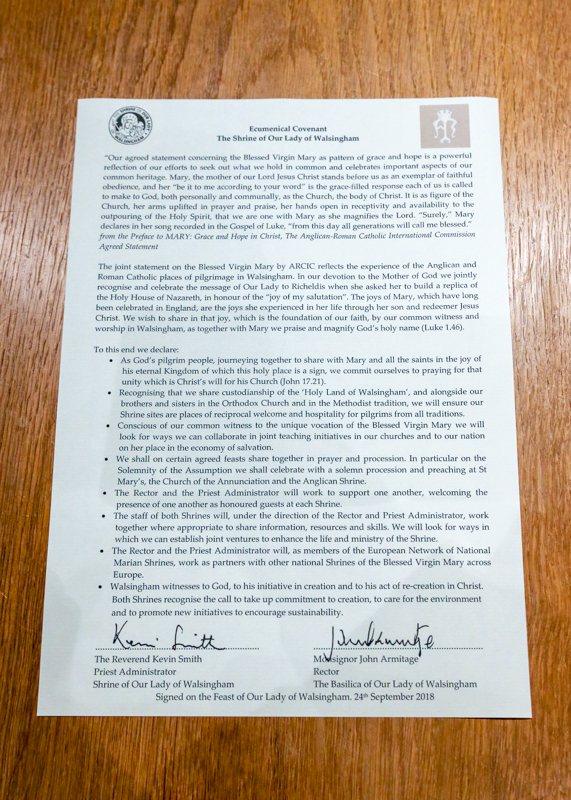 Ecumenical Covenant
The Shrine of Our Lady of Walsingham
"Our agreed statement concerning the Blessed Virgin Mary as pattern of grace and hope is a powerful
reflection of our efforts to seek out what we hold in common and celebrates important aspects of our
common heritage. Mary, the mother of our Lord Jesus Christ stands before us as an exemplar of faithful
obedience, and her "be it to me according to your word" is the grace-filled response each of us is called
to make to God, both personally and communally, as the Church, the body of Christ. It is as figure of the
Church, her arms uplifted in prayer and praise, her hands open in receptivity and availability to the
outpouring of the Holy Spirit, that we are one with Mary as she magnifies the Lord. "Surely," Mary
declares in her song recorded in the Gospel of Luke, "from this day all generations will call me blessed."
from the Preface to MARY: Grace and Hope in Christ, The Anglican-Roman Catholic International Commission
Agreed Statement
The joint statement on the Blessed Virgin Mary by ARCIC reflects the experience of the Anglican and
Roman Catholic places of pilgrimage in Walsingham. In our devotion to the Mother of God we jointly
recognise and celebrate the message of Our Lady to Richeldis when she asked her to build a replica of
the Holy House of Nazareth, in honour of the "joy of my salutation". The joys of Mary, which have long
been celebrated in England, are the joys she experienced in her life through her son and redeemer Jesus
Christ. We wish to share in that joy, which is the foundation of our faith, by our common witness and
worship in Walsingham, as together with Mary we praise and magnify God's holy name (Luke 1.46).
To this end we declare:
• As God's pilgrim people, journeying together to share with Mary and all the saints in the joy of
his eternal Kingdom of which this holy place is a sign, we commit ourselves to praying for that
unity which is Christ's will for his Church (John 17.21).
• Recognising that we share custodianship of the 'Holy Land of Walsingham', and alongside our
brothers and sisters in the Orthodox Church and in the Methodist tradition, we will ensure our
Shrine sites are places of reciprocal welcome and hospitality for pilgrims from all traditions.
• Conscious of our common witness to the unique vocation of the Blessed Virgin Mary we will
look for ways we can collaborate in joint teaching initiatives in our churches and to our nation
on her place in the economy of salvation.
• We shall on certain agreed feasts share together in prayer and procession. In particular on the
Solemnity of the Assumption we shall celebrate with a solemn procession and preaching at St
Mary's, the Church of the Annunciation and the Anglican Shrine.
• The Rector and the Priest Administrator will work to support one another, welcoming the
presence of one another as honoured guests at each Shrine.
• The staff of both Shrines will, under the direction of the Rector and Priest Administrator, work
together where appropriate to share information, resources and skills. We will look for ways in
which we can establish joint ventures to enhance the life and ministry of the Shrine.
• The Rector and the Priest Administrator will, as members of the European Network of National
Marian Shrines, work as partners with other national Shrines of the Blessed Virgin Mary across
Europe.
• Walsingham witnesses to God, to his initiative in creation and to his act of re-creation in Christ.
Both Shrines recognise the call to take up commitment to creation, to care for the environment
and to promote new initiatives to encourage sustainability.
Kevin Smith
The Reverend Kevin Smith
Priest Administrator
Shrine of Our Lady of Walsingham
John Armitage
Monsignor John Armitage
Rector
The Basilica of Our Lady of Walsingham
Signed on the Feast of Our Lady of Walsingham. 24th September 2018